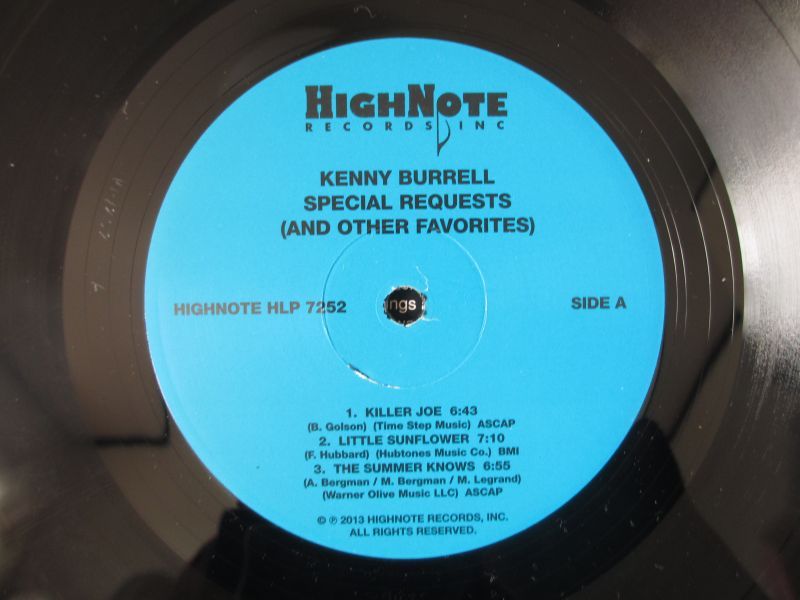 HIGHNOTE
RECORDS, INC
KENNY BURRELL
SPECIAL REQUESTS
(AND OTHER FAVORITES)
HIGHNOTE HLP 7252
ngs
SIDE A
1. KILLER JOE 6:43
(B. Golson) (Time Step Music) ASCAP
2. LITTLE SUNFLOWER 7:10
(F. Hubbard) (Hubtones Music Co.) BMI
3. THE SUMMER KNOWS 6:55
(A. Bergman / M. Bergman / M. Legrand)
(Warner Olive Music LLC) ASCAP
© ℗ 2013 HIGHNOTE RECORDS, INC.
ALL RIGHTS RESERVED.